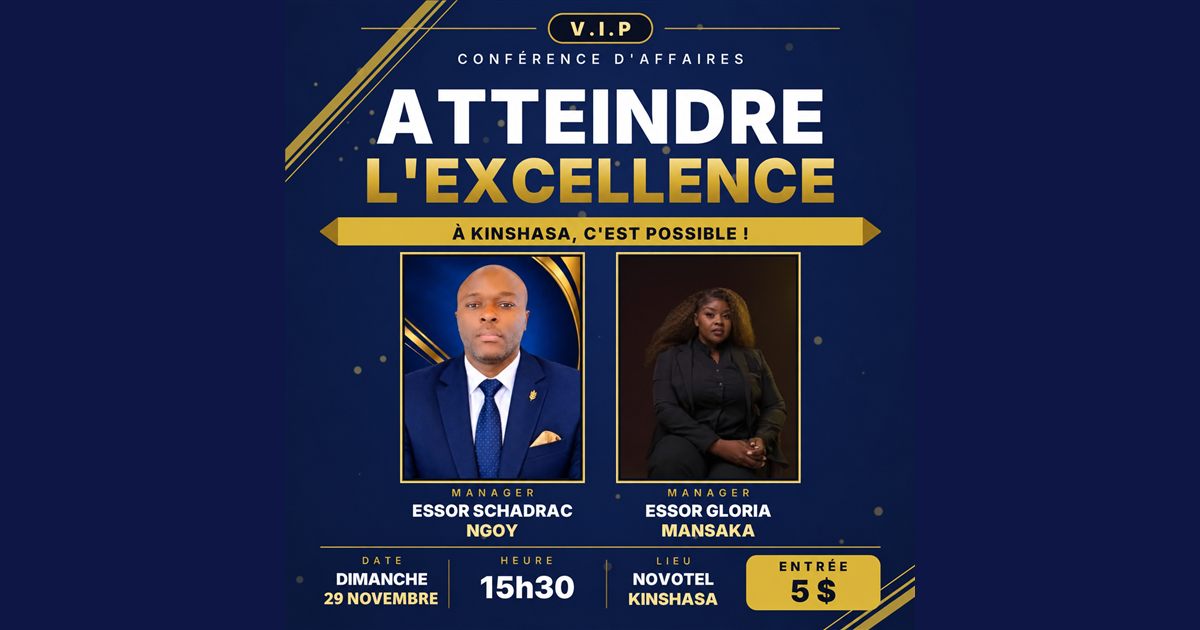 V.I.P
CONFÉRENCE D'AFFAIRES
ATTEINDRE
L'EXCELLENCE
À KINSHASA, C'EST POSSIBLE !
MANAGER
ESSOR SCHADRAC
NGOY
MANAGER
ESSOR GLORIA
MANSAKA
DATE
DIMANCHE
29 NOVEMBRE
HEURE
15h30
LIEU
NOVOTEL
KINSHASA
ENTRÉE
5 $